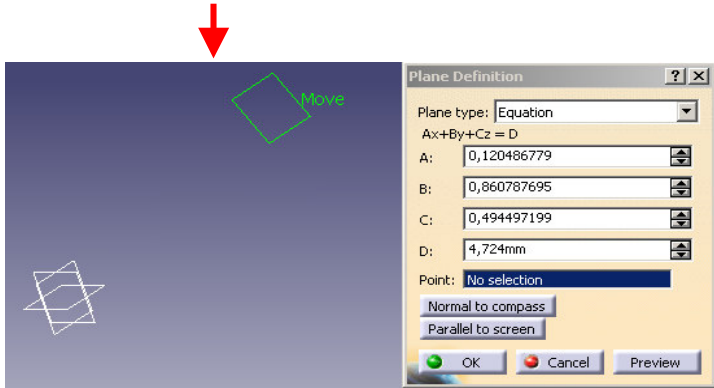 Move
Plane Definition
Plane type: Equation
Ax+By+Cz = D
A: 0,120486779
B: 0,860787695
C: 0,494497199
D: 4,724mm
Point: No selection
Normal to compass
Parallel to screen
OK Cancel Preview